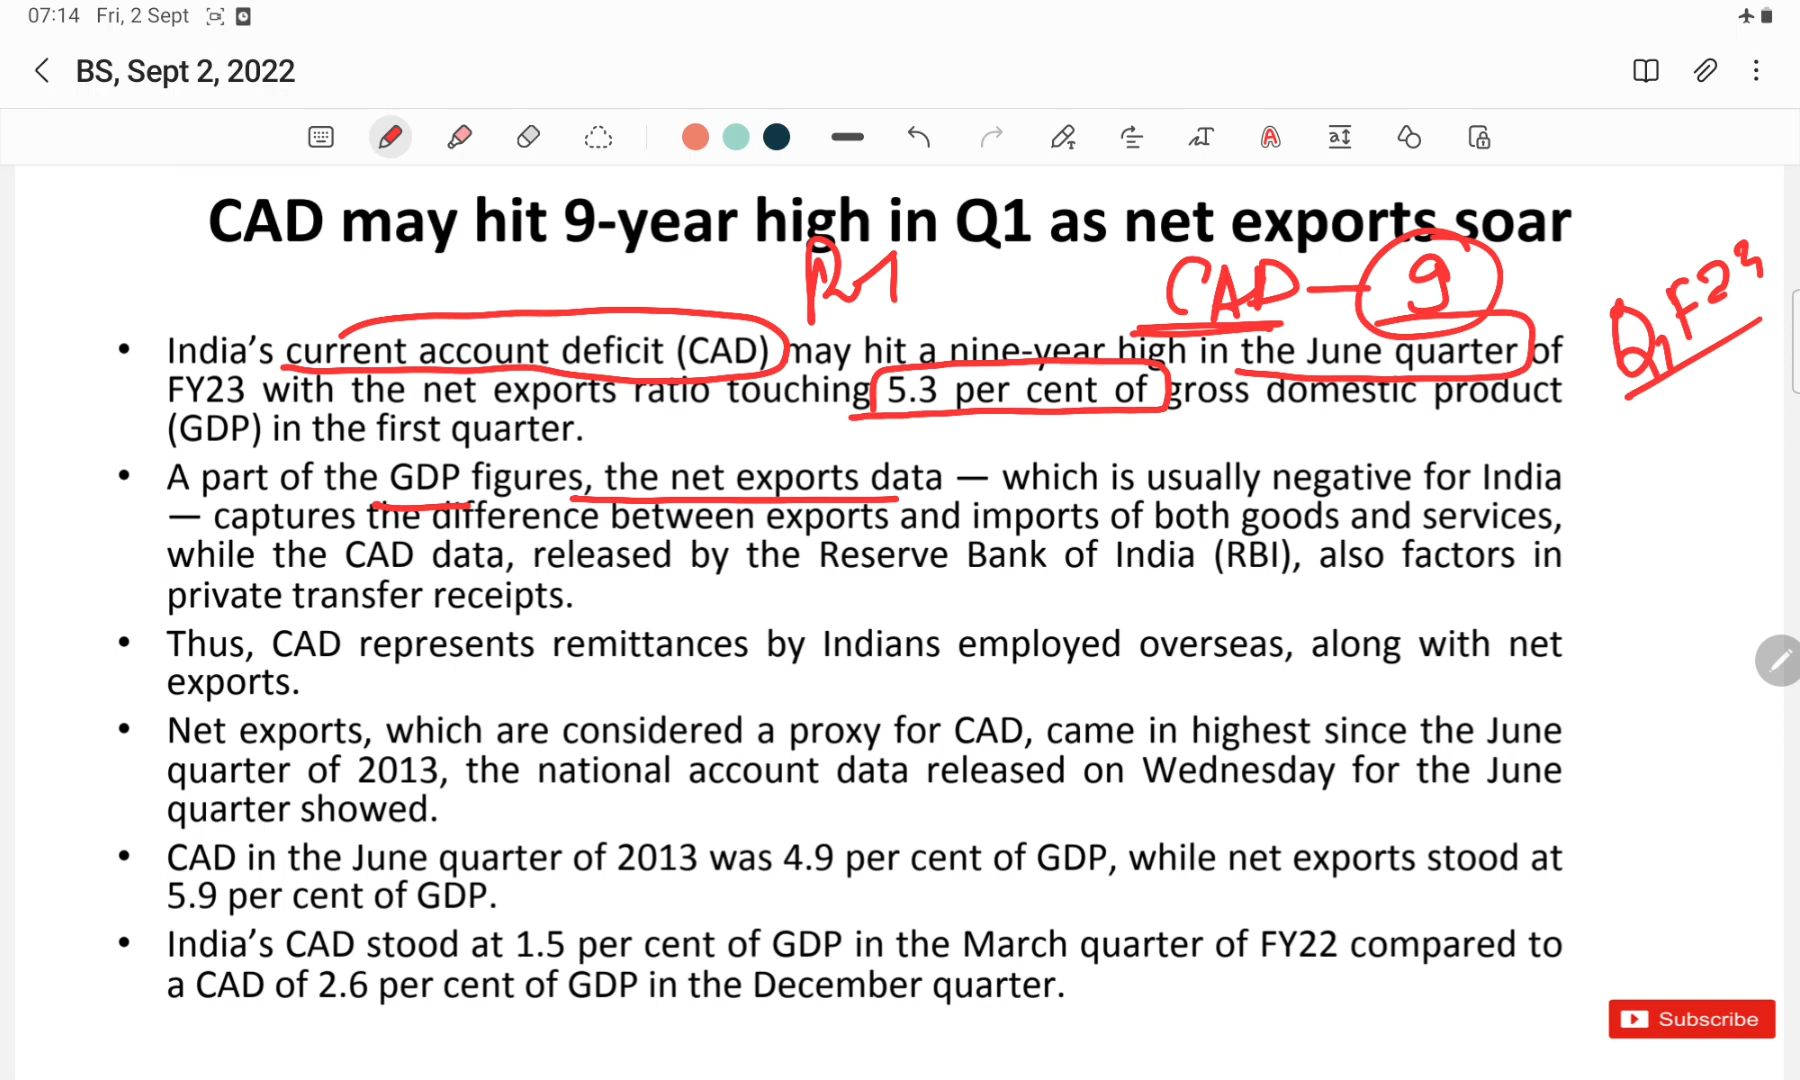 07:14 Fri, 2 Sept
BS, Sept 2, 2022
CAD may hit 9-year high in Q1 as net exports soar
CAD — 9
Q1 F23
• India's current account deficit (CAD) may hit a nine-year high in the June quarter of
FY23 with the net exports ratio touching 5.3 per cent of gross domestic product
(GDP) in the first quarter.
• A part of the GDP figures, the net exports data — which is usually negative for India
— captures the difference between exports and imports of both goods and services,
while the CAD data, released by the Reserve Bank of India (RBI), also factors in
private transfer receipts.
• Thus, CAD represents remittances by Indians employed overseas, along with net
exports.
• Net exports, which are considered a proxy for CAD, came in highest since the June
quarter of 2013, the national account data released on Wednesday for the June
quarter showed.
• CAD in the June quarter of 2013 was 4.9 per cent of GDP, while net exports stood at
5.9 per cent of GDP.
• India's CAD stood at 1.5 per cent of GDP in the March quarter of FY22 compared to
a CAD of 2.6 per cent of GDP in the December quarter.
Subscribe